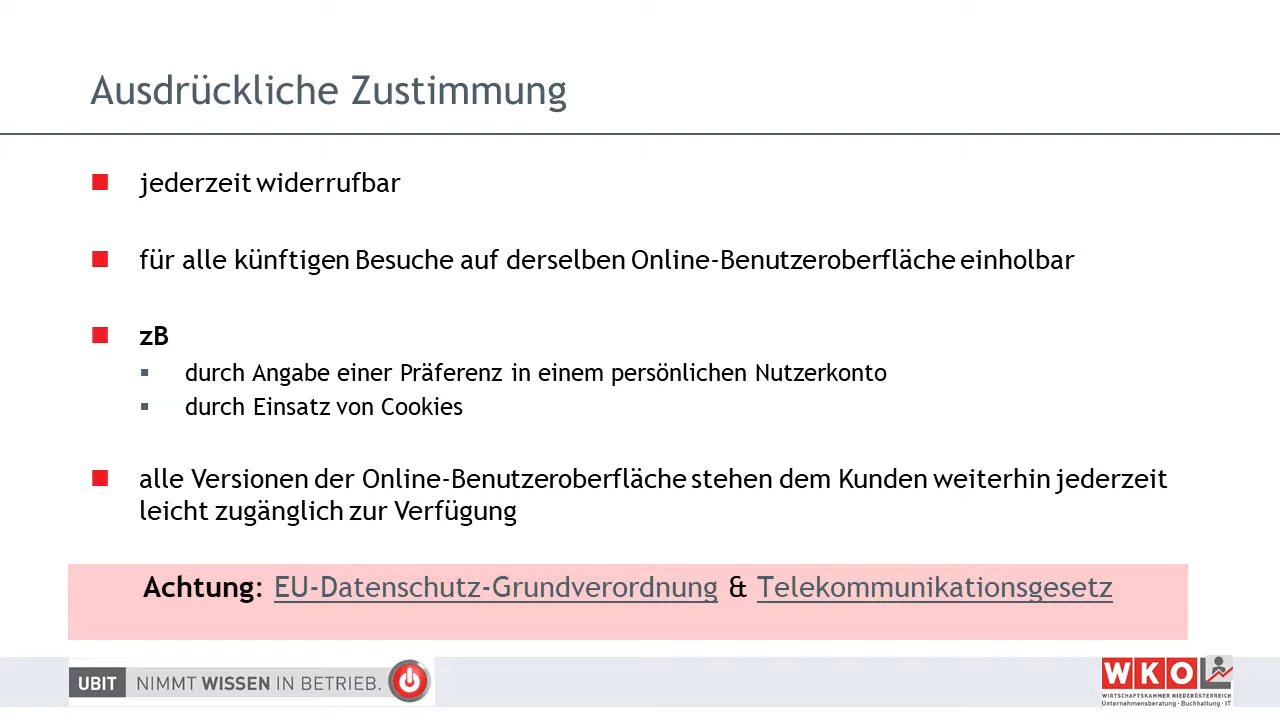 Ausdrückliche Zustimmung
jederzeit widerrufbar
für alle künftigen Besuche auf derselben Online-Benutzeroberfläche einholbar
zB
durch Angabe einer Präferenz in einem persönlichen Nutzerkonto
durch Einsatz von Cookies
alle Versionen der Online-Benutzeroberfläche stehen dem Kunden weiterhin jederzeit
leicht zugänglich zur Verfügung
Achtung: EU-Datenschutz-Grundverordnung & Telekommunikationsgesetz
UBIT NIMMT WISSEN IN BETRIEB.
WKO
WIRTSCHAFTSKAMMER NIEDERÖSTERREICH
Unternehmensberatung · Buchhaltung · IT